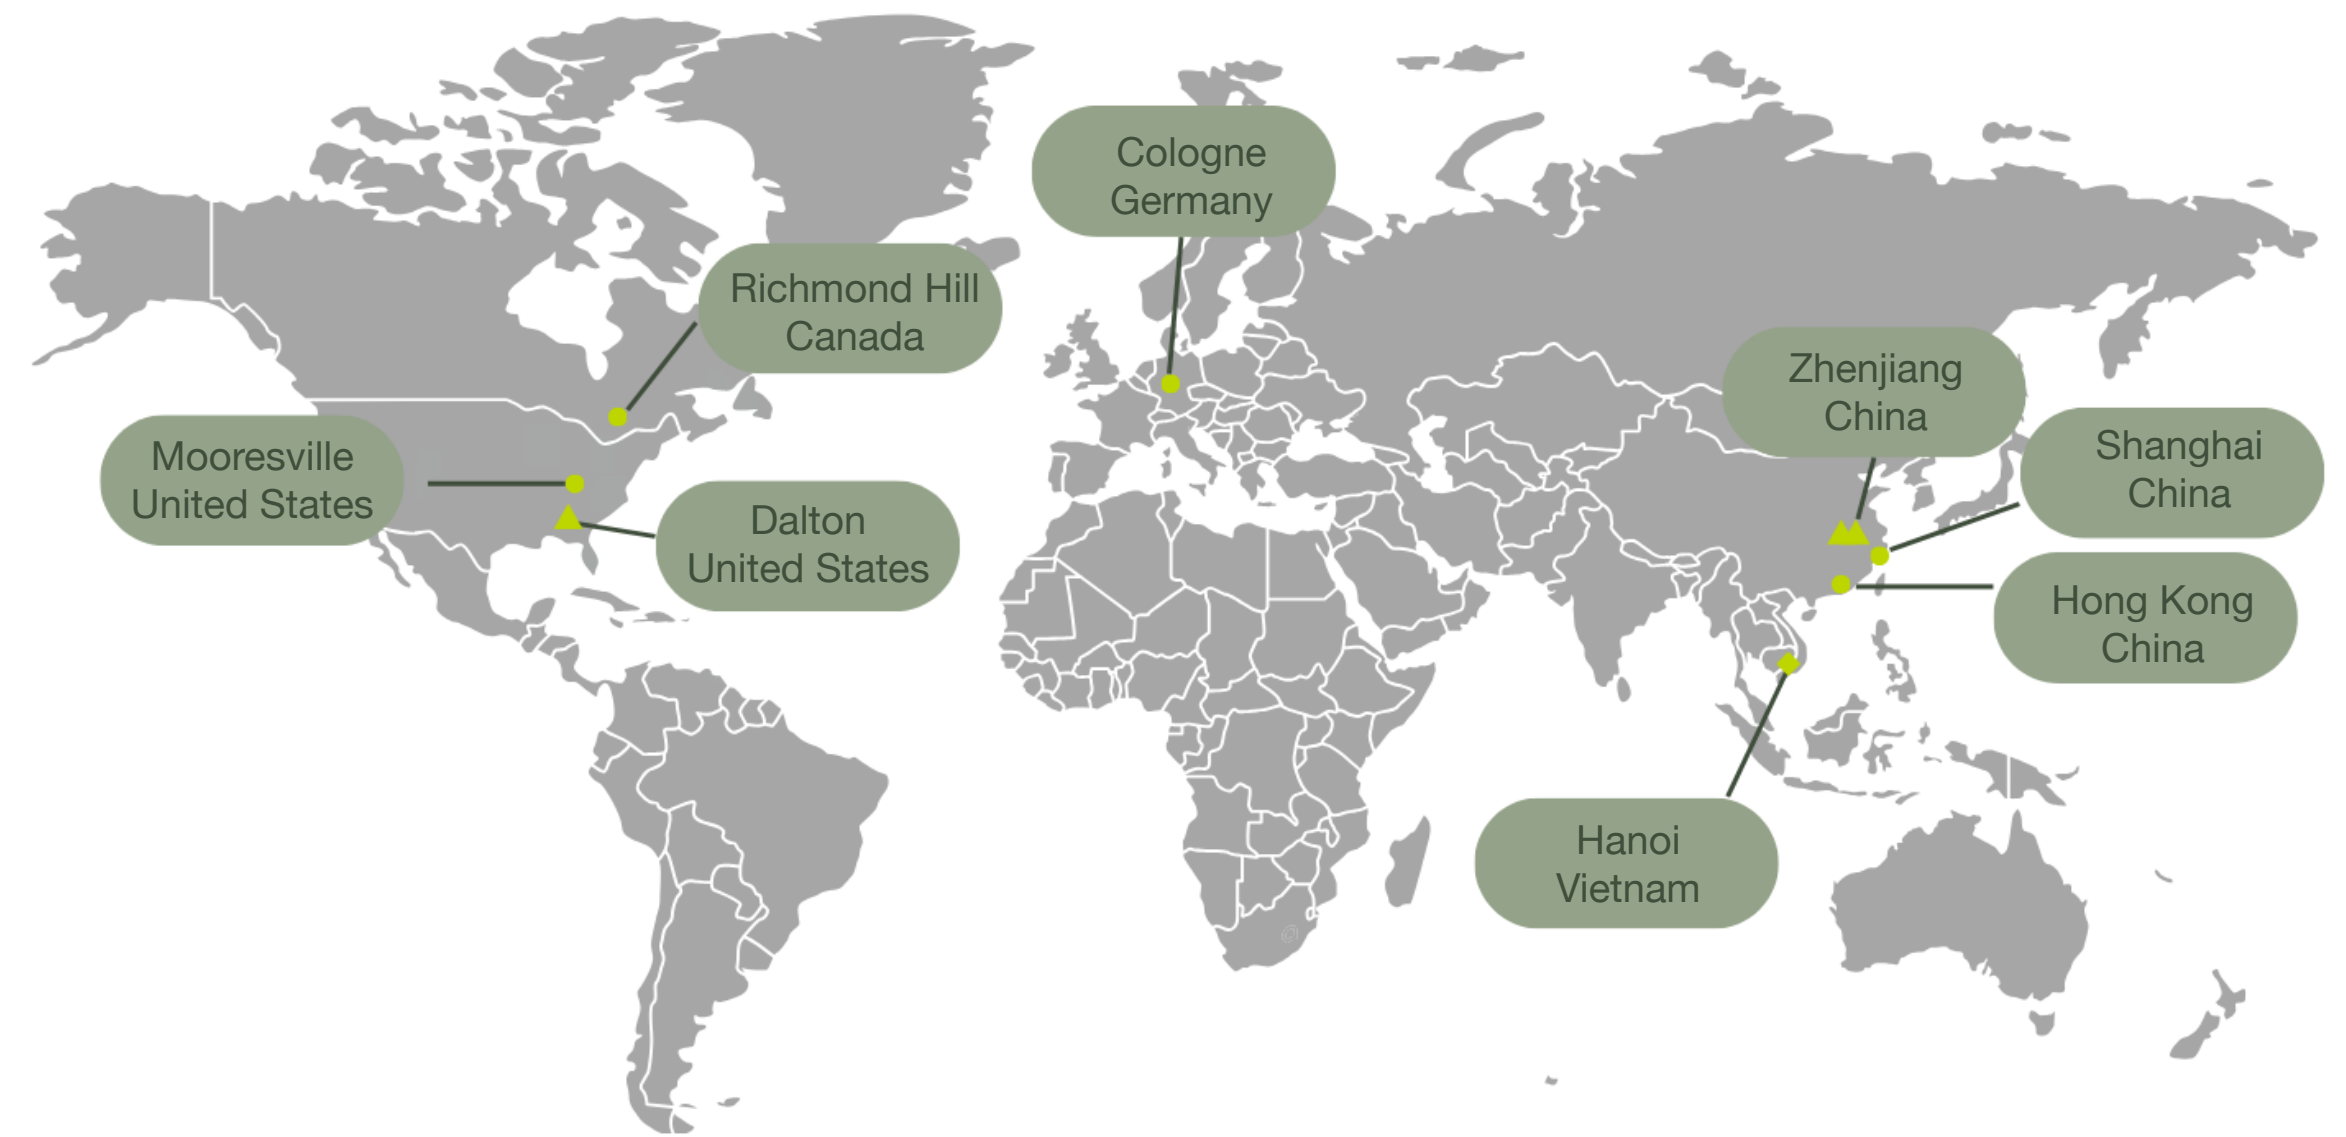 Cologne
Germany
Richmond Hill
Canada
Zhenjiang
China
Mooresville
United States
Shanghai
China
Dalton
United States
Hong Kong
China
Hanoi
Vietnam